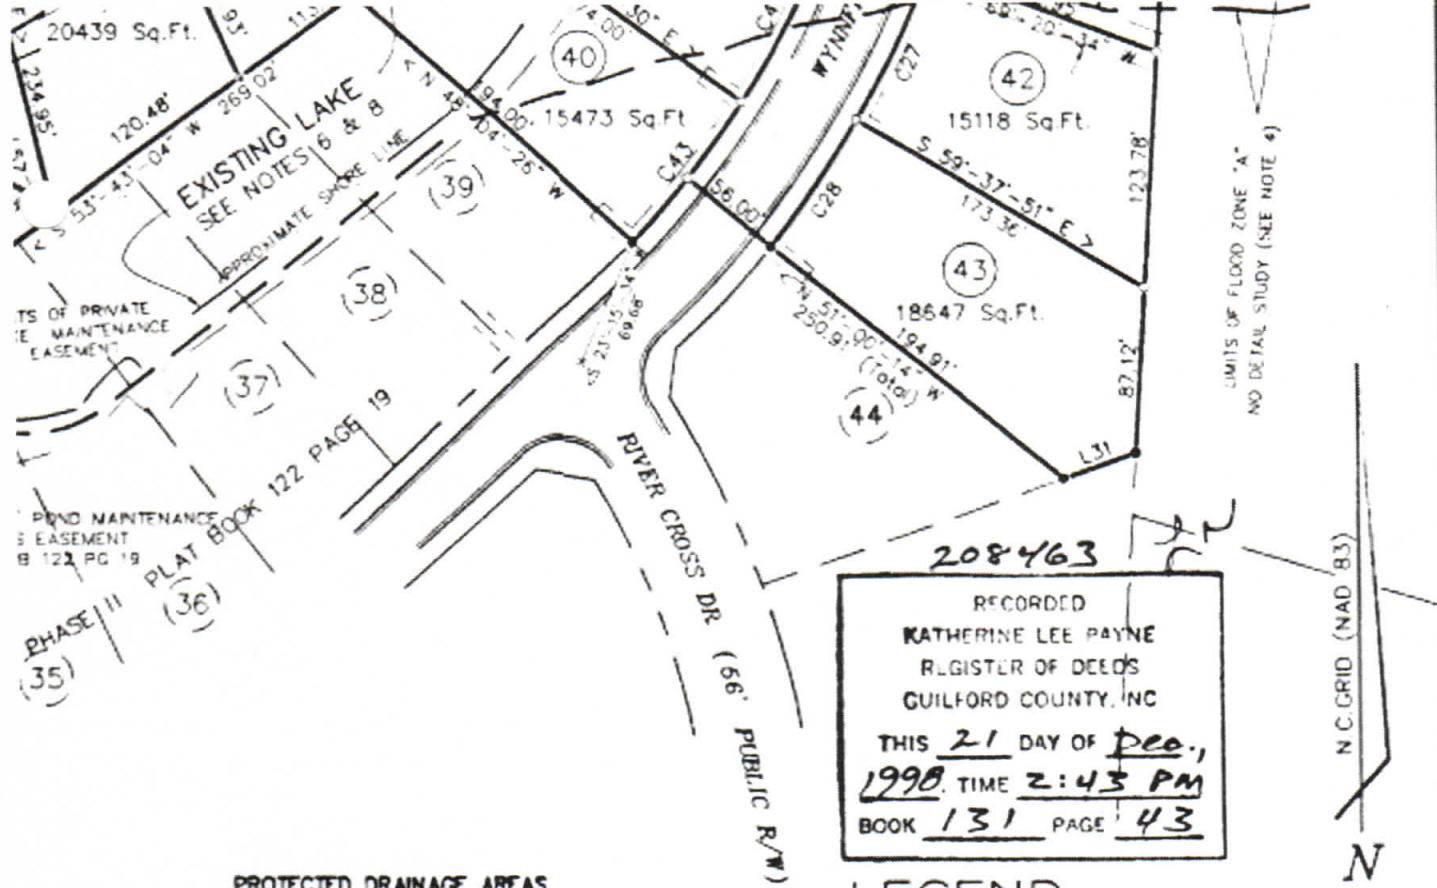 20439 Sq.Ft.
93'
234.95'
120.48'
269.02'
S 53°-43'-04" W
EXISTING LAKE
SEE NOTES 6 & 8
APPROXIMATE SHORE LINE
N 48°-04'-26" W
194.00'
(40)
15473 Sq.Ft.
C43
56.00'
C27
C28
(42)
15118 Sq.Ft.
S 59°-37'-51" E
173.36'
123.78'
(43)
18647 Sq.Ft.
N 51°-00'-14" W
194.91'
250.91' (Total)
87.12'
L31
(44)
(39)
(38)
(37)
(36)
(35)
69.68'
TS OF PRIVATE
E MAINTENANCE
EASEMENT
POND MAINTENANCE
EASEMENT
B 122 PG 19
PHASE II PLAT BOOK 122 PAGE 19
RIVER CROSS DR (56' PUBLIC R/W)
LIMITS OF FLOOD ZONE "A"
NO DETAIL STUDY (SEE NOTE 4)
N.C.GRID (NAD '83)
N
208463
RECORDED
KATHERINE LEE PAYNE
REGISTER OF DEEDS
GUILFORD COUNTY, NC
THIS 21 DAY OF Dec.,
1998. TIME 2:43 PM
BOOK 131 PAGE 43
PROTECTED DRAINAGE AREAS
LEGEND